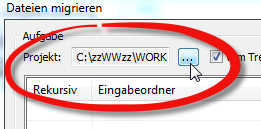 Dateien migrieren
Aufgabe
Projekt: C:\zzWWzz\WORK ...
Rekursiv Eingabeordner